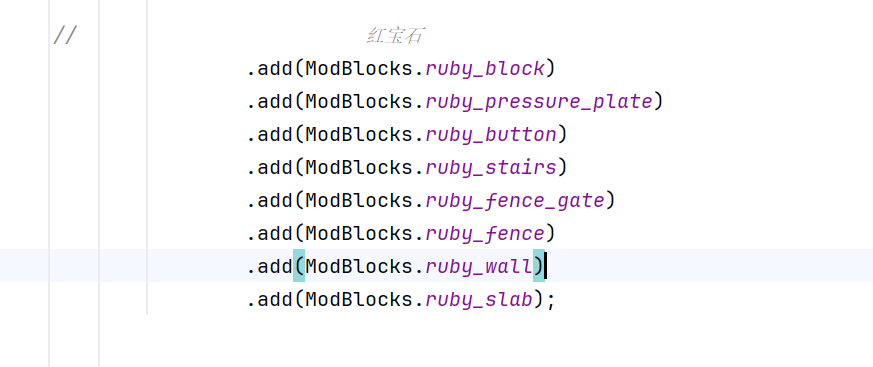 // 红宝石
.add(ModBlocks.ruby_block)
.add(ModBlocks.ruby_pressure_plate)
.add(ModBlocks.ruby_button)
.add(ModBlocks.ruby_stairs)
.add(ModBlocks.ruby_fence_gate)
.add(ModBlocks.ruby_fence)
.add(ModBlocks.ruby_wall)
.add(ModBlocks.ruby_slab);